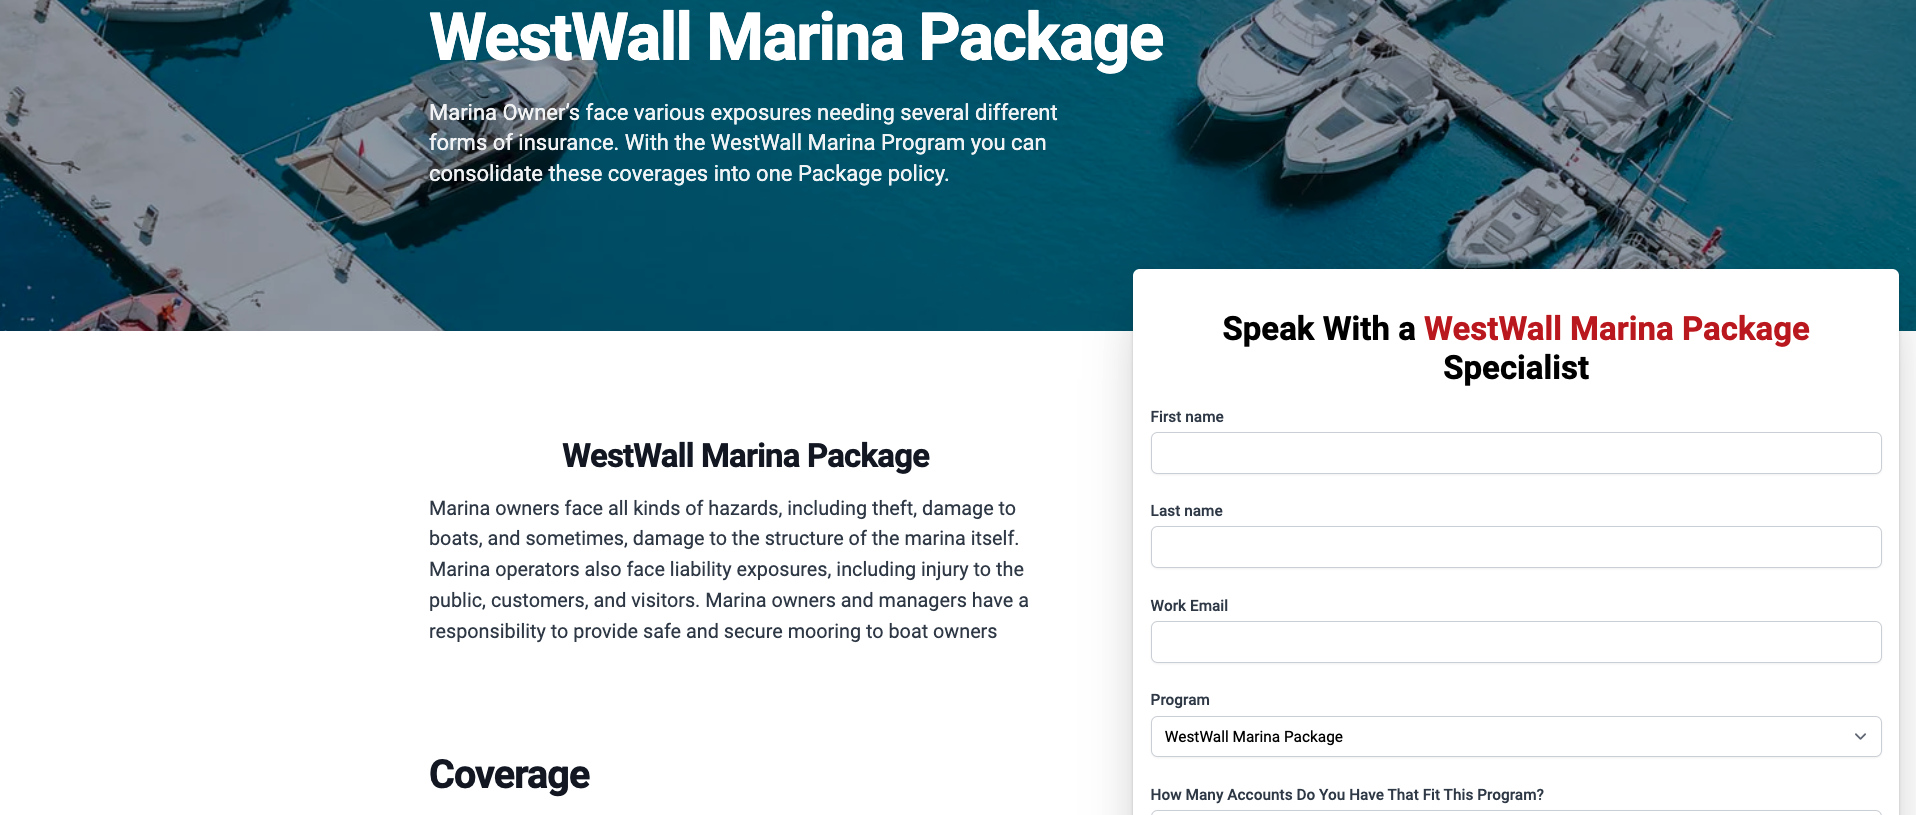 WestWall Marina Package
Marina Owner's face various exposures needing several different
forms of insurance. With the WestWall Marina Program you can
consolidate these coverages into one Package policy.
WestWall Marina Package
Marina owners face all kinds of hazards, including theft, damage to
boats, and sometimes, damage to the structure of the marina itself.
Marina operators also face liability exposures, including injury to the
public, customers, and visitors. Marina owners and managers have a
responsibility to provide safe and secure mooring to boat owners
Coverage
Speak With a WestWall Marina Package
Specialist
First name
Last name
Work Email
Program
WestWall Marina Package
How Many Accounts Do You Have That Fit This Program?